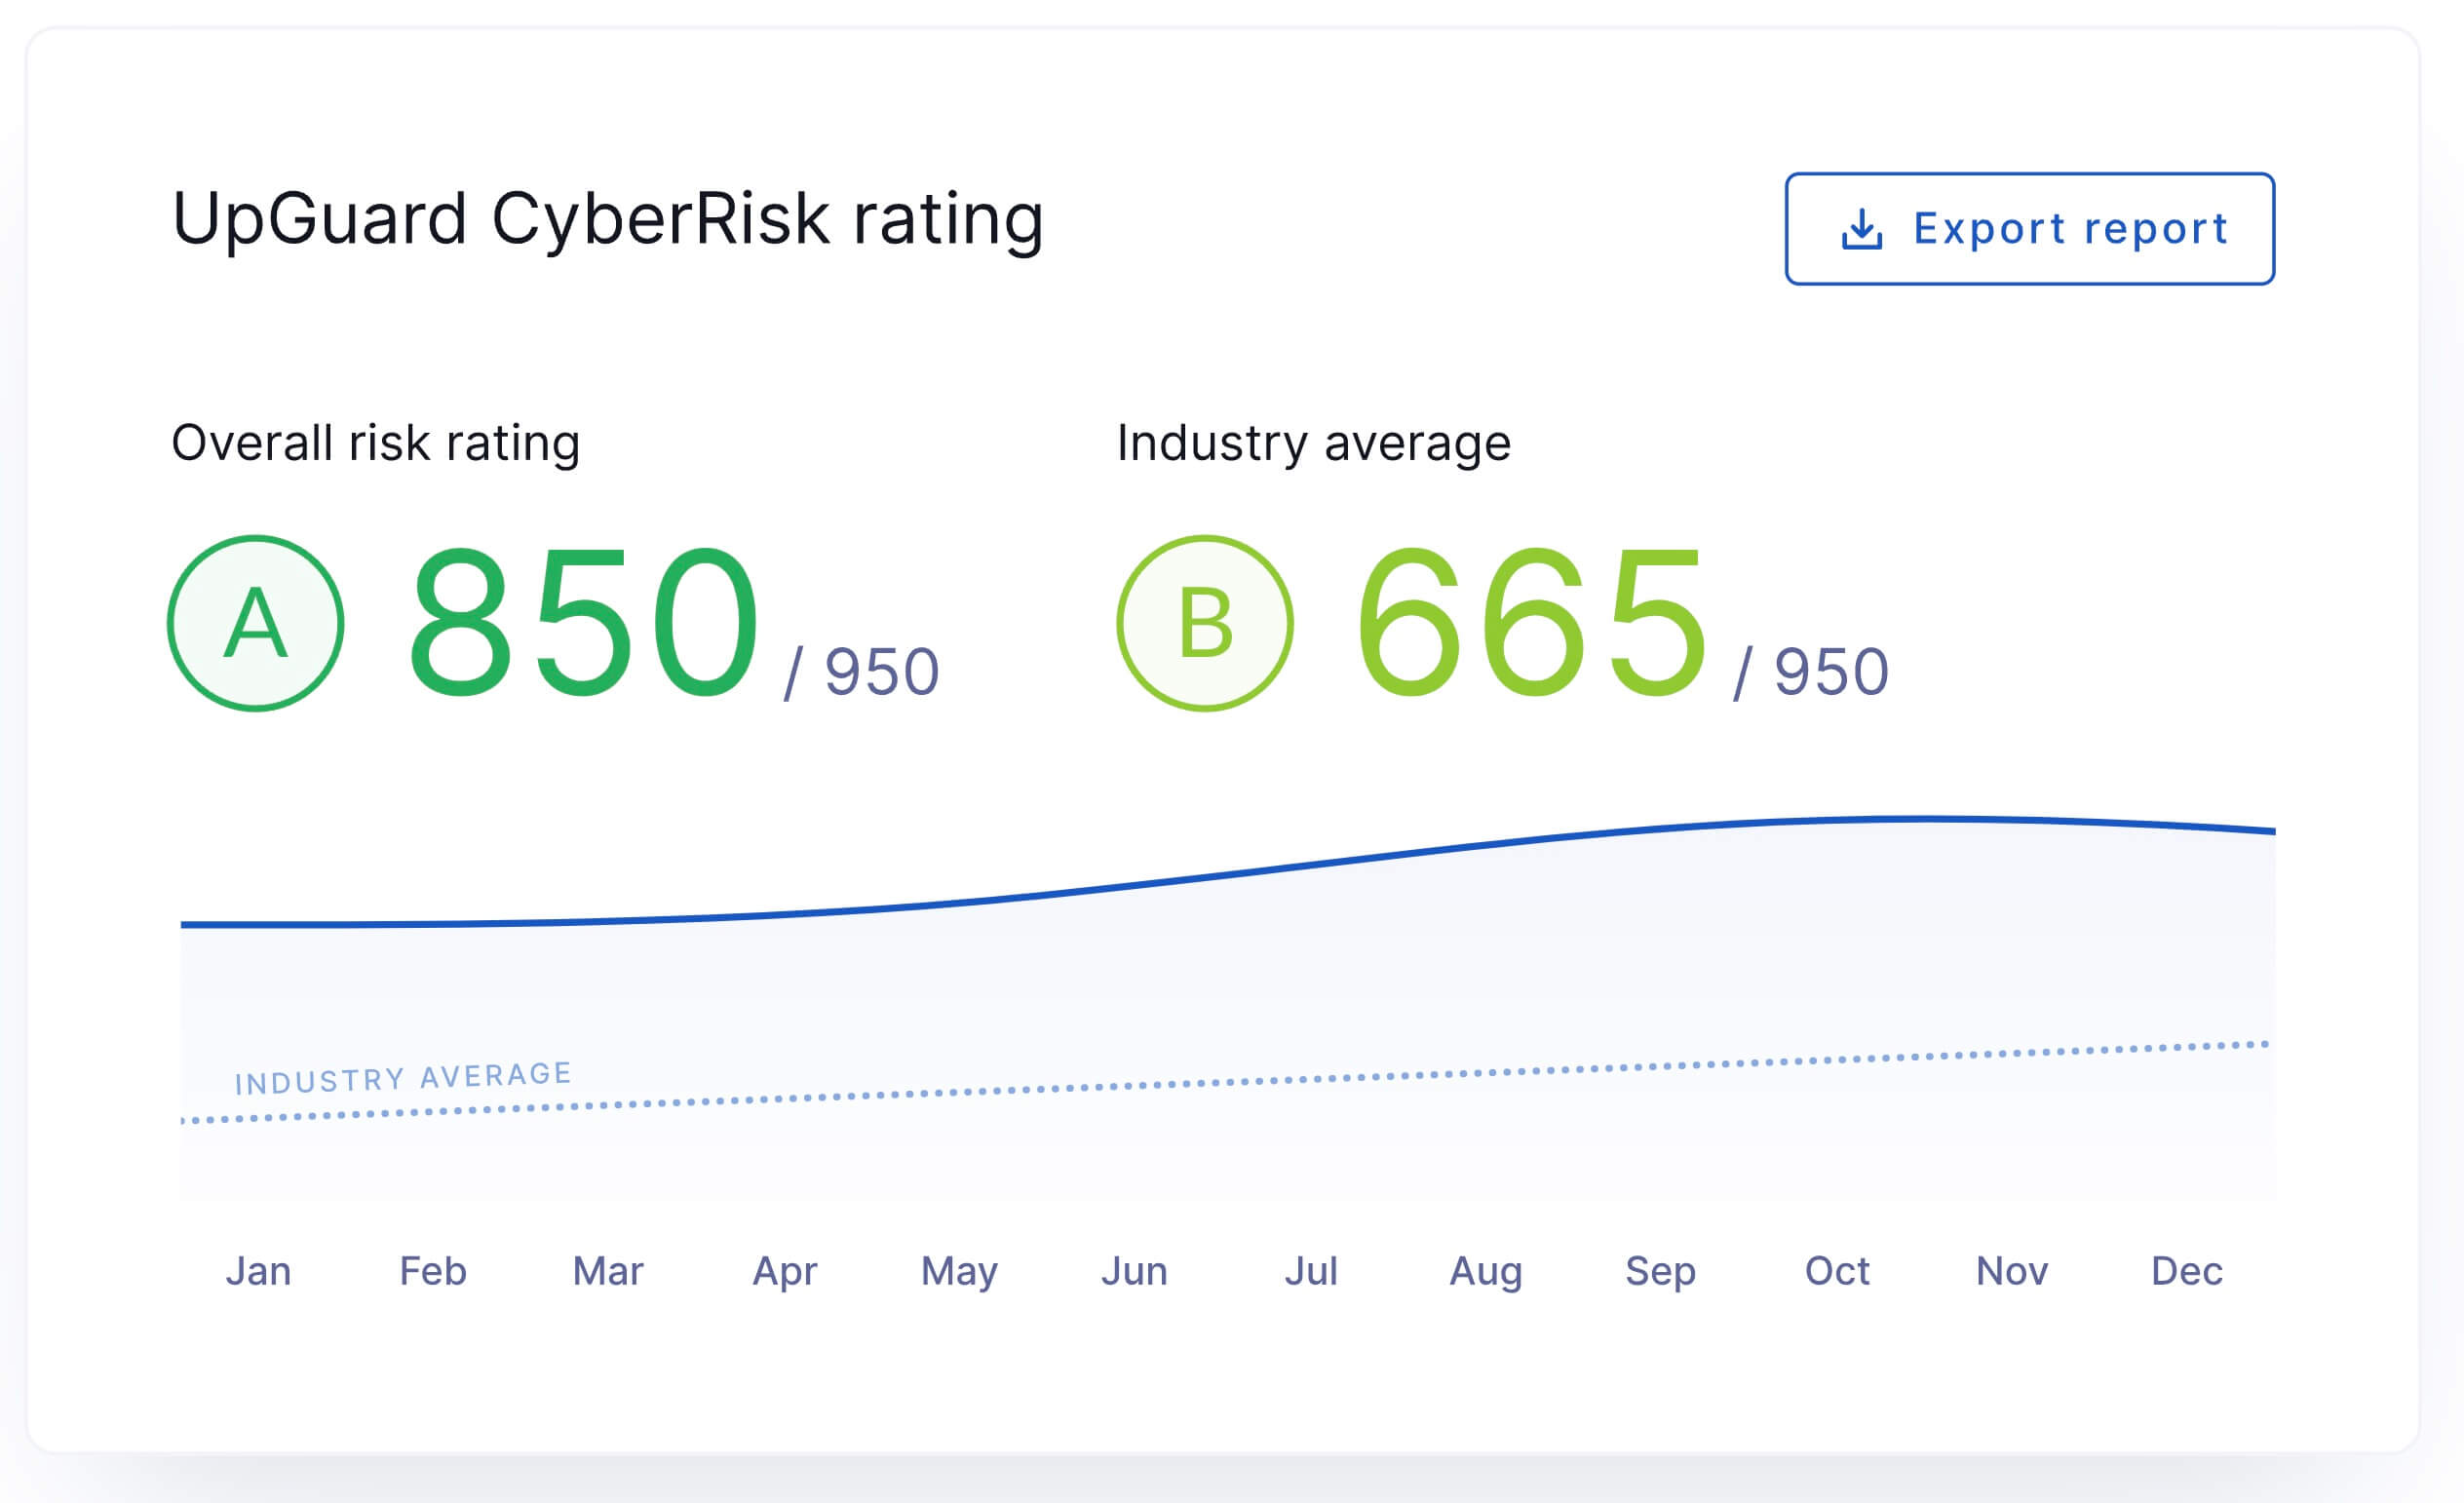 UpGuard CyberRisk rating
Export report
Overall risk rating
Industry average
A 850 / 950
B 665 / 950
INDUSTRY AVERAGE
Jan Feb Mar Apr May Jun Jul Aug Sep Oct Nov Dec